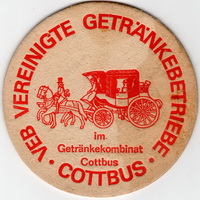 VEB VEREINIGTE GETRÄNKEBETRIEBE
im
Getränkekombinat
Cottbus
· COTTBUS ·